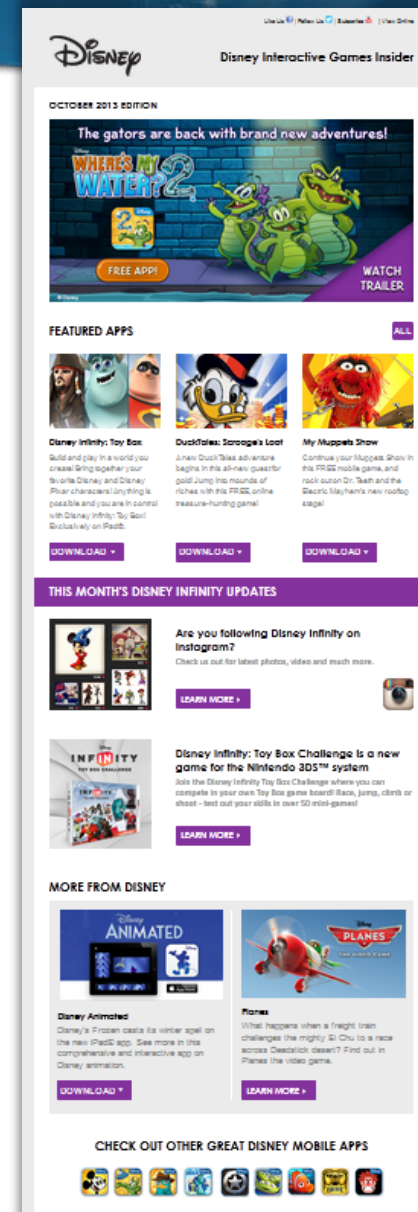 Like Us | Follow Us | Subscribe | View Online
Disney
Disney Interactive Games Insider
OCTOBER 2013 EDITION
The gators are back with brand new adventures!
Disney
WHERE'S MY
WATER? 2
2
FREE APP!
WATCH
TRAILER
© Disney
FEATURED APPS
ALL
Disney Infinity: Toy Box
Build and play in a world you
create! Bring together your
favorite Disney and Disney
Pixar characters! Anything is
possible and you are in control
with Disney Infinity: Toy Box!
Exclusively on iPad®.
DOWNLOAD
DuckTales: Scrooge's Loot
A new DuckTales adventure
begins in this all-new quest for
gold! Jump into mounds of
riches with this FREE, online
treasure-hunting game!
DOWNLOAD
My Muppets Show
Continue your Muppets Show in
this FREE mobile game, and
rock out on Dr. Teeth and the
Electric Mayhem's new rooftop
stage!
DOWNLOAD
THIS MONTH'S DISNEY INFINITY UPDATES
Are you following Disney Infinity on
Instagram?
Check us out for latest photos, video and much more.
LEARN MORE
Disney
INFINITY
TOY BOX CHALLENGE
Disney Infinity: Toy Box Challenge is a new
game for the Nintendo 3DS™ system
Join the Disney Infinity Toy Box Challenge where you can
compete in your own Toy Box game board! Race, jump, climb or
shoot - test out your skills in over 50 mini-games!
LEARN MORE
MORE FROM DISNEY
Disney
ANIMATED
App Store
Disney Animated
Disney's Frozen casts its winter spell on
the new iPad© app. See more in this
comprehensive and interactive app on
Disney animation.
DOWNLOAD
Disney
PLANES
THE VIDEO GAME
Planes
What happens when a freight train
challenges the mighty El Chu to a race
across Deadstick desert? Find out in
Planes the video game.
LEARN MORE
CHECK OUT OTHER GREAT DISNEY MOBILE APPS